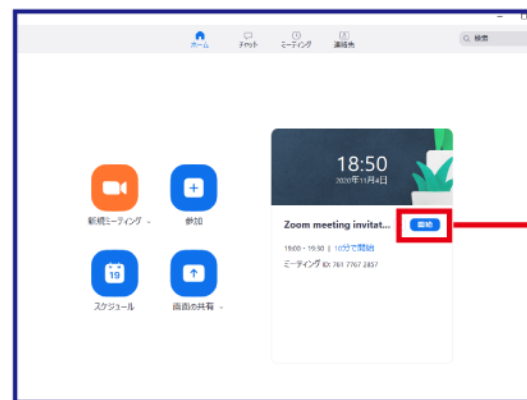 ホーム チャット ミーティング 連絡先 検索
18:50
2020年11月4日
新規ミーティング 参加
Zoom meeting invitat... 開始
19:00 - 19:30 | 10分で開始
ミーティング ID: 761 7767 2857
19
スケジュール 画面の共有